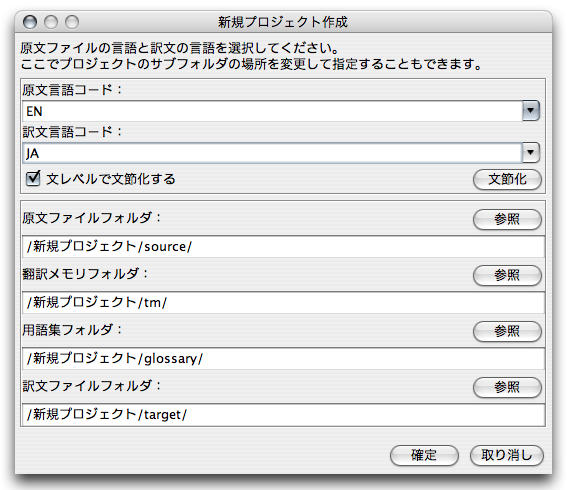 新規プロジェクト作成
原文ファイルの言語と訳文の言語を選択してください。
ここでプロジェクトのサブフォルダの場所を変更して指定することもできます。
原文言語コード：
EN
訳文言語コード：
JA
文レベルで文節化する 文節化
原文ファイルフォルダ： 参照
/新規プロジェクト/source/
翻訳メモリフォルダ： 参照
/新規プロジェクト/tm/
用語集フォルダ： 参照
/新規プロジェクト/glossary/
訳文ファイルフォルダ： 参照
/新規プロジェクト/target/
確定 取り消し